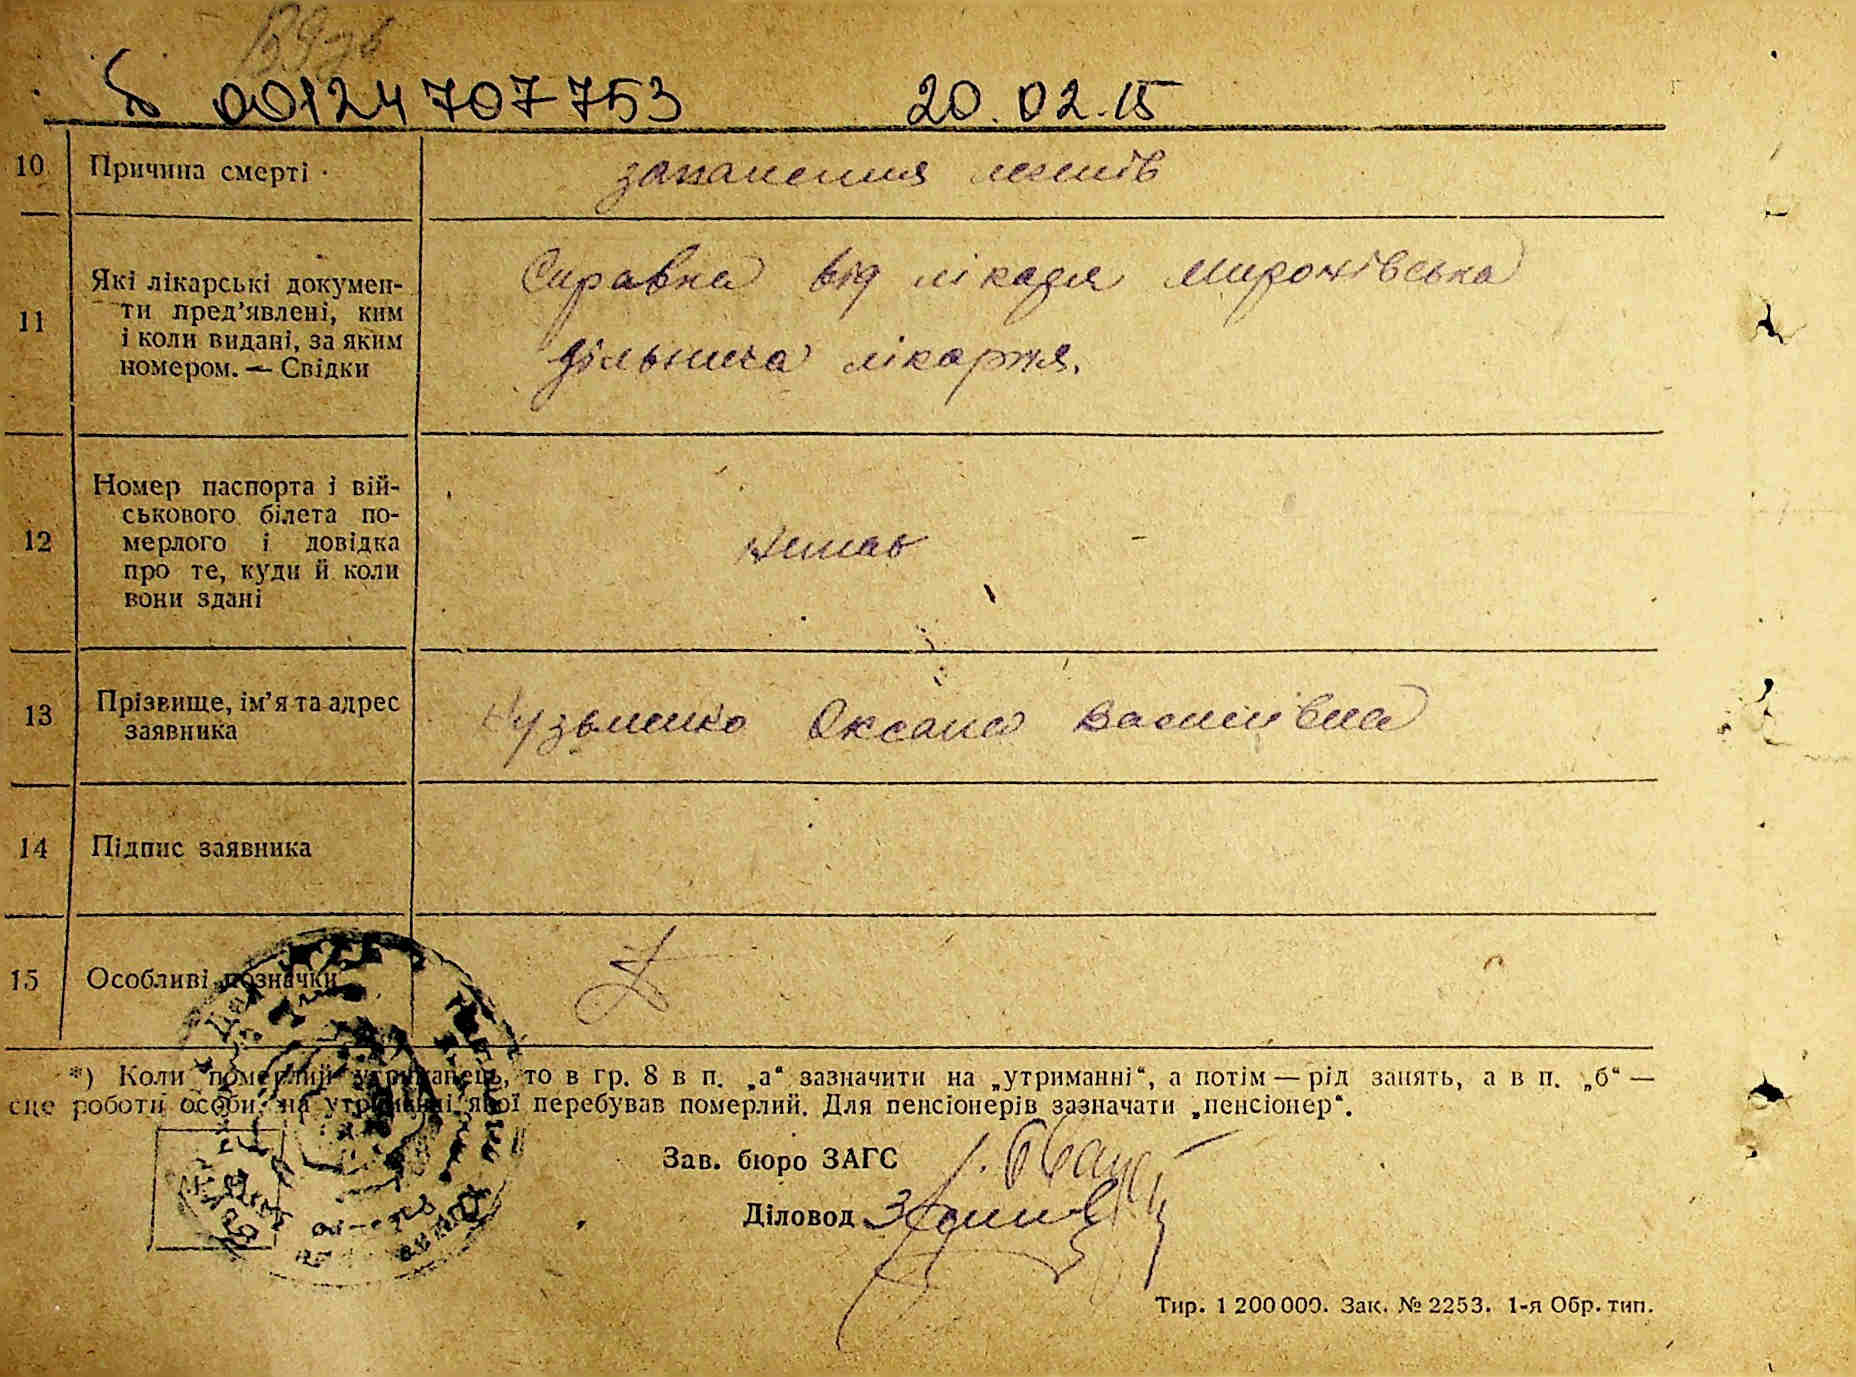 00124707753 20.02.15
10 Причина смерті запалення легенів
11 Які лікарські докумен-
ти пред’явлені, ким
і коли видані, за яким
номером. — Свідки
Справка від лікаря
дільнича лікарня.
12 Номер паспорта і вій-
ськового білета по-
мерлого і довідка
про те, куди й коли
вони здані
Немає
13 Прізвище, ім’я та адрес
заявника
Кузьменко Оксана Василівна
14 Підпис заявника
15 Особливі позначки
*) Коли померлий утриманець, то в гр. 8 в п. „а“ зазначити на „утриманні“, а потім — рід занять, а в п. „б“ —
сце роботи особи, на утриманні якої перебував померлий. Для пенсіонерів зазначати „пенсіонер“.
Зав. бюро ЗАГС
Діловод
Тир. 1 200 000. Зак. № 2253. 1-я Обр. тип.